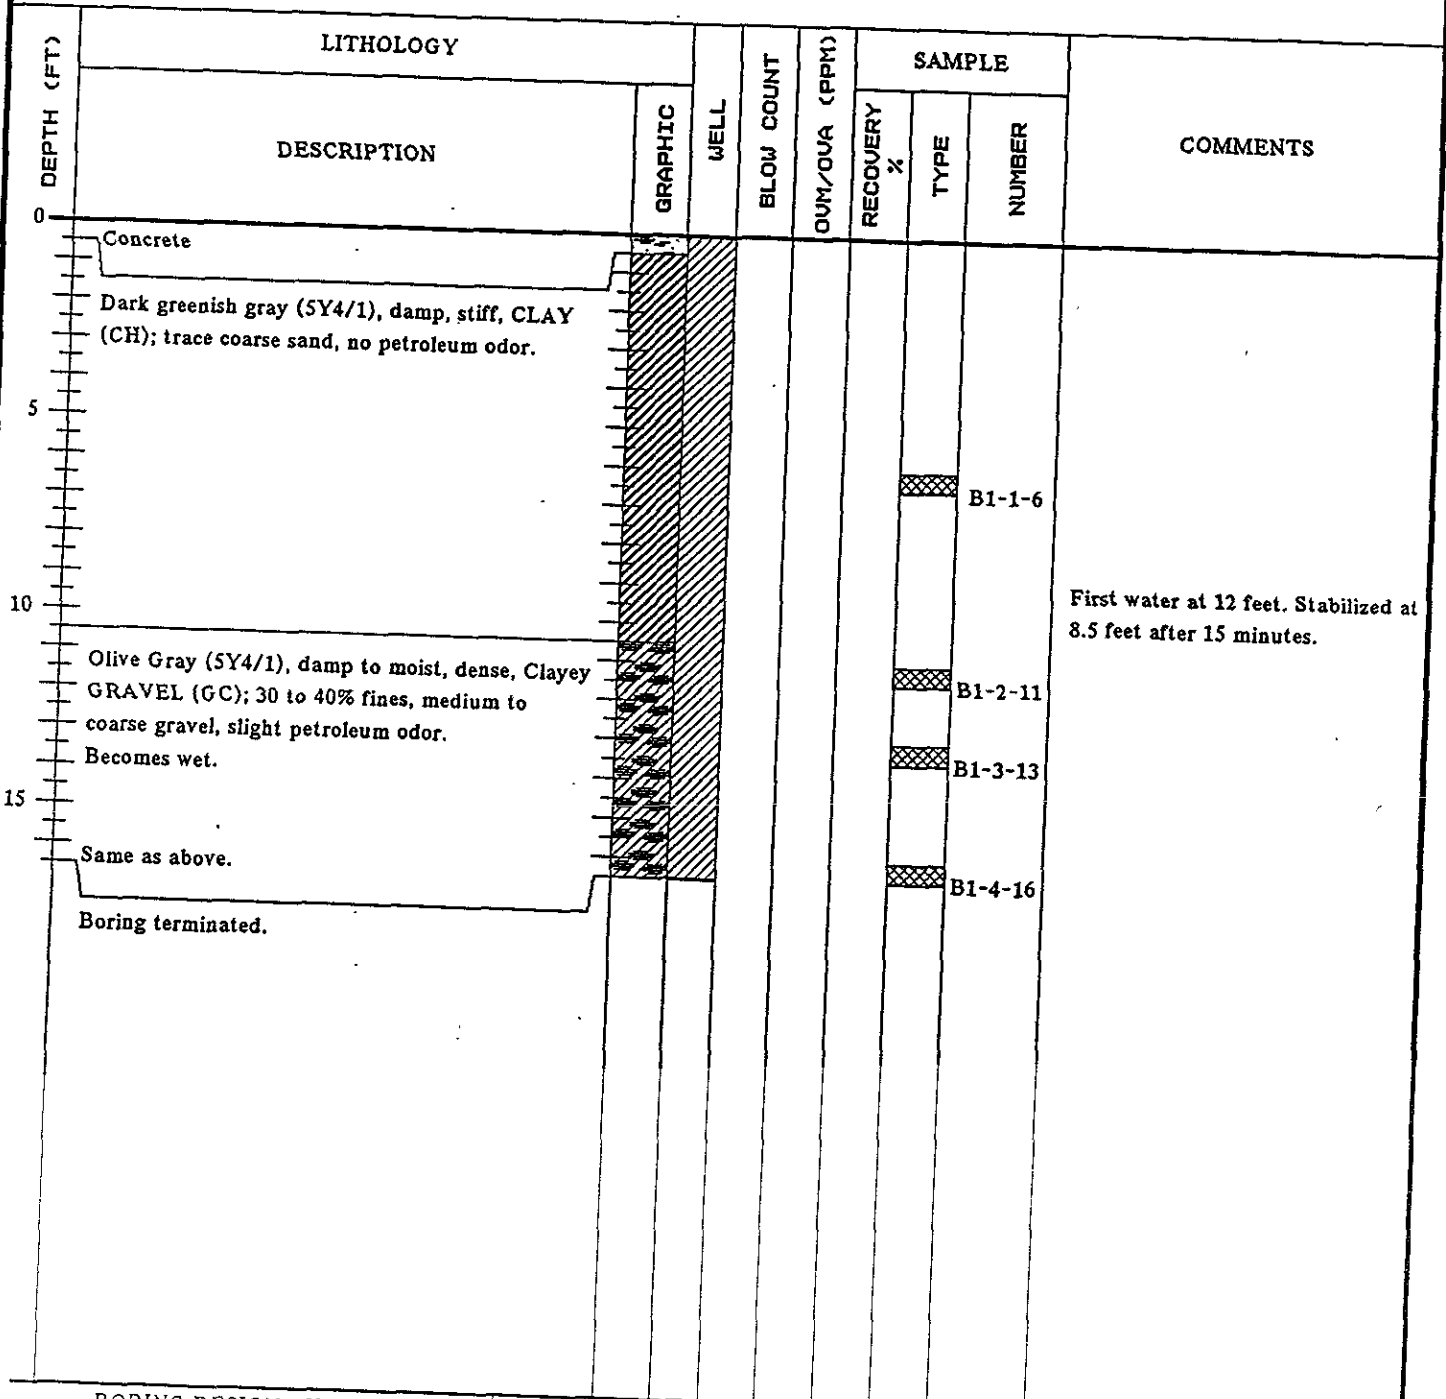 LITHOLOGY
SAMPLE
DEPTH (FT)
DESCRIPTION
GRAPHIC
WELL
BLOW COUNT
OVM/OVA (PPM)
RECOVERY
%
TYPE
NUMBER
COMMENTS
0
Concrete
Dark greenish gray (5Y4/1), damp, stiff, CLAY
(CH); trace coarse sand, no petroleum odor.
5
B1-1-6
10
First water at 12 feet. Stabilized at
8.5 feet after 15 minutes.
Olive Gray (5Y4/1), damp to moist, dense, Clayey
GRAVEL (GC); 30 to 40% fines, medium to
coarse gravel, slight petroleum odor.
Becomes wet.
B1-2-11
B1-3-13
15
Same as above.
B1-4-16
Boring terminated.